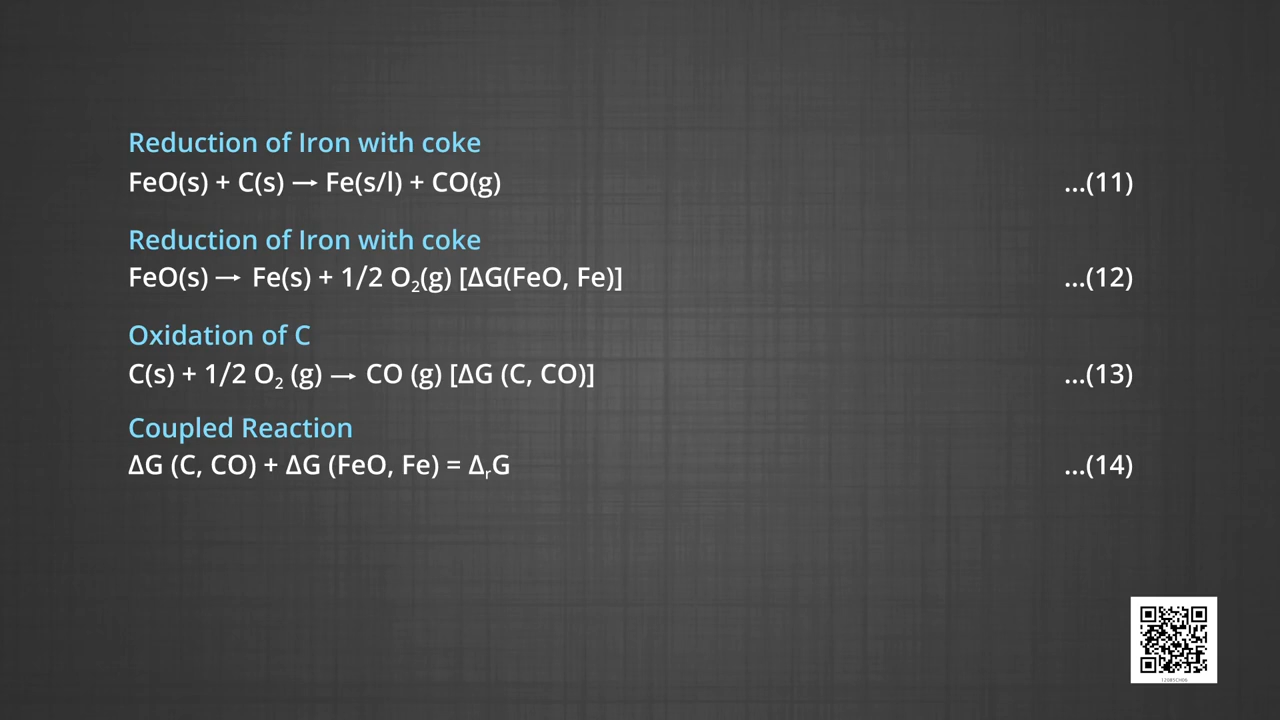 Reduction of Iron with coke
FeO(s) + C(s) → Fe(s/l) + CO(g) ...(11)
Reduction of Iron with coke
FeO(s) → Fe(s) + 1/2 O₂(g) [ΔG(FeO, Fe)] ...(12)
Oxidation of C
C(s) + 1/2 O₂ (g) → CO (g) [ΔG (C, CO)] ...(13)
Coupled Reaction
ΔG (C, CO) + ΔG (FeO, Fe) = ΔᵣG ...(14)